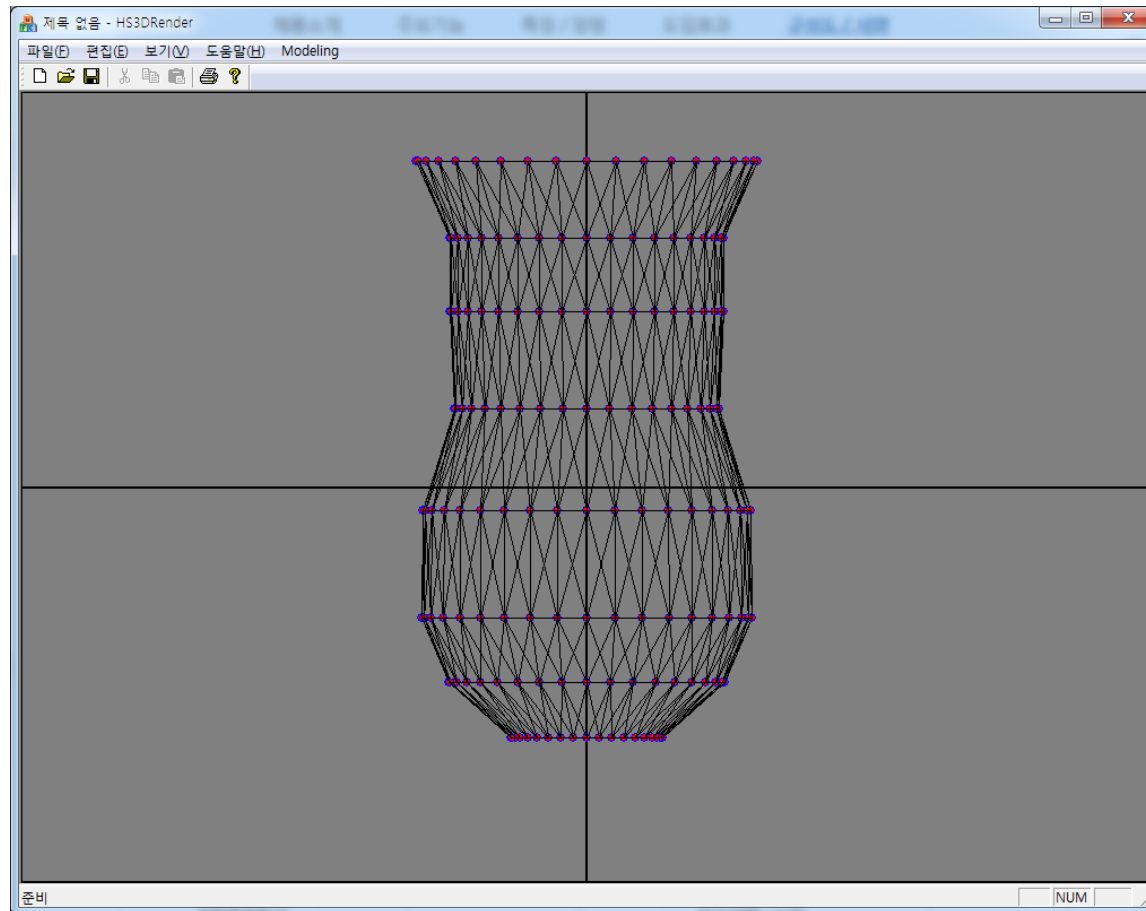 제목 없음 - HS3DRender
파일(F) 편집(E) 보기(V) 도움말(H) Modeling
준비
NUM